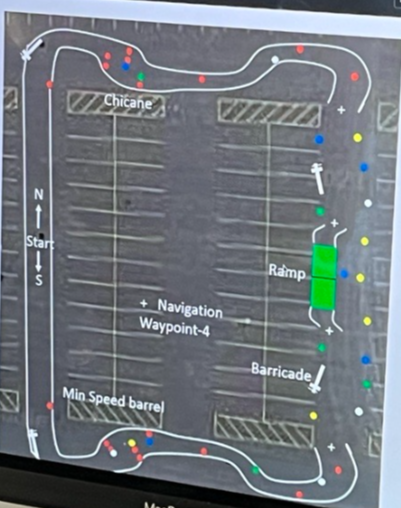 Chicane
N
Start
S
Ramp
+ Navigation
Waypoint-4
Barricade
Min Speed barrel